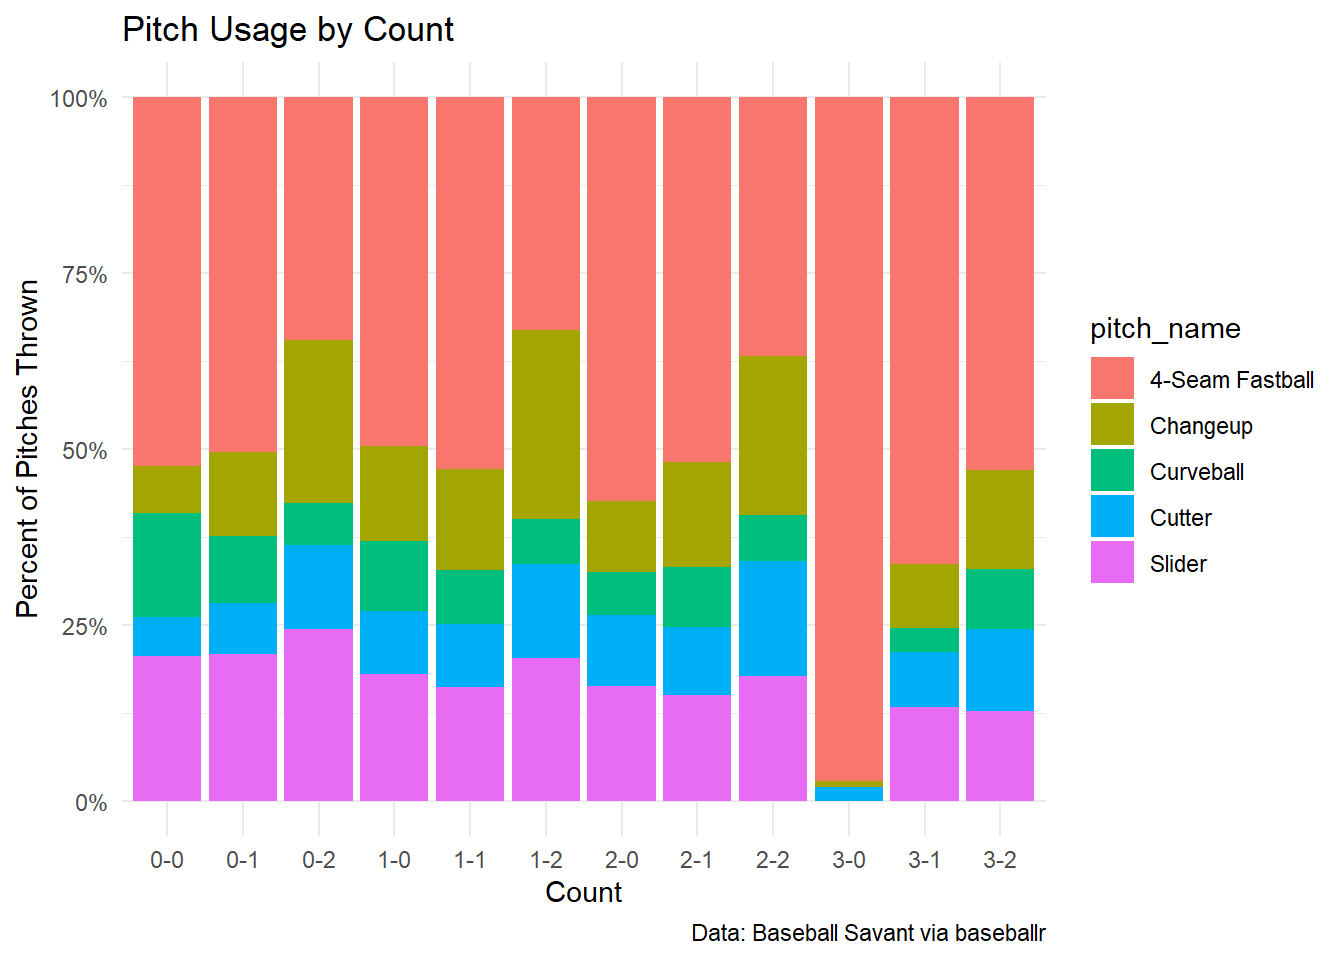 Pitch Usage by Count
100%
75%
50%
25%
0%
Percent of Pitches Thrown
0-0 0-1 0-2 1-0 1-1 1-2 2-0 2-1 2-2 3-0 3-1 3-2
Count
pitch_name
4-Seam Fastball
Changeup
Curveball
Cutter
Slider
Data: Baseball Savant via baseballr